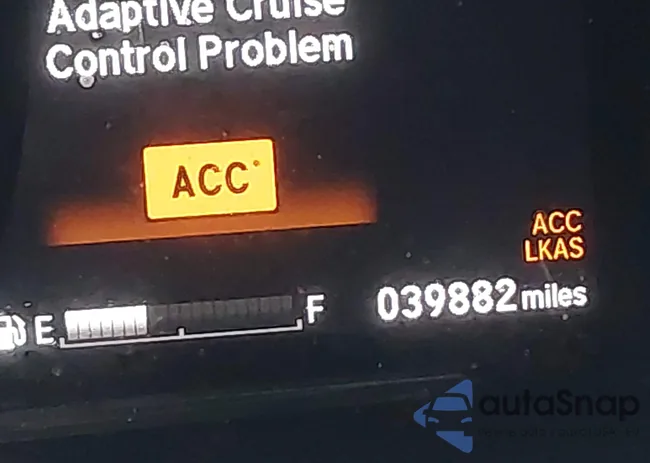 Adaptive Cruise
Control Problem
ACC
ACC
LKAS
E
F
039882 miles
autoSnap